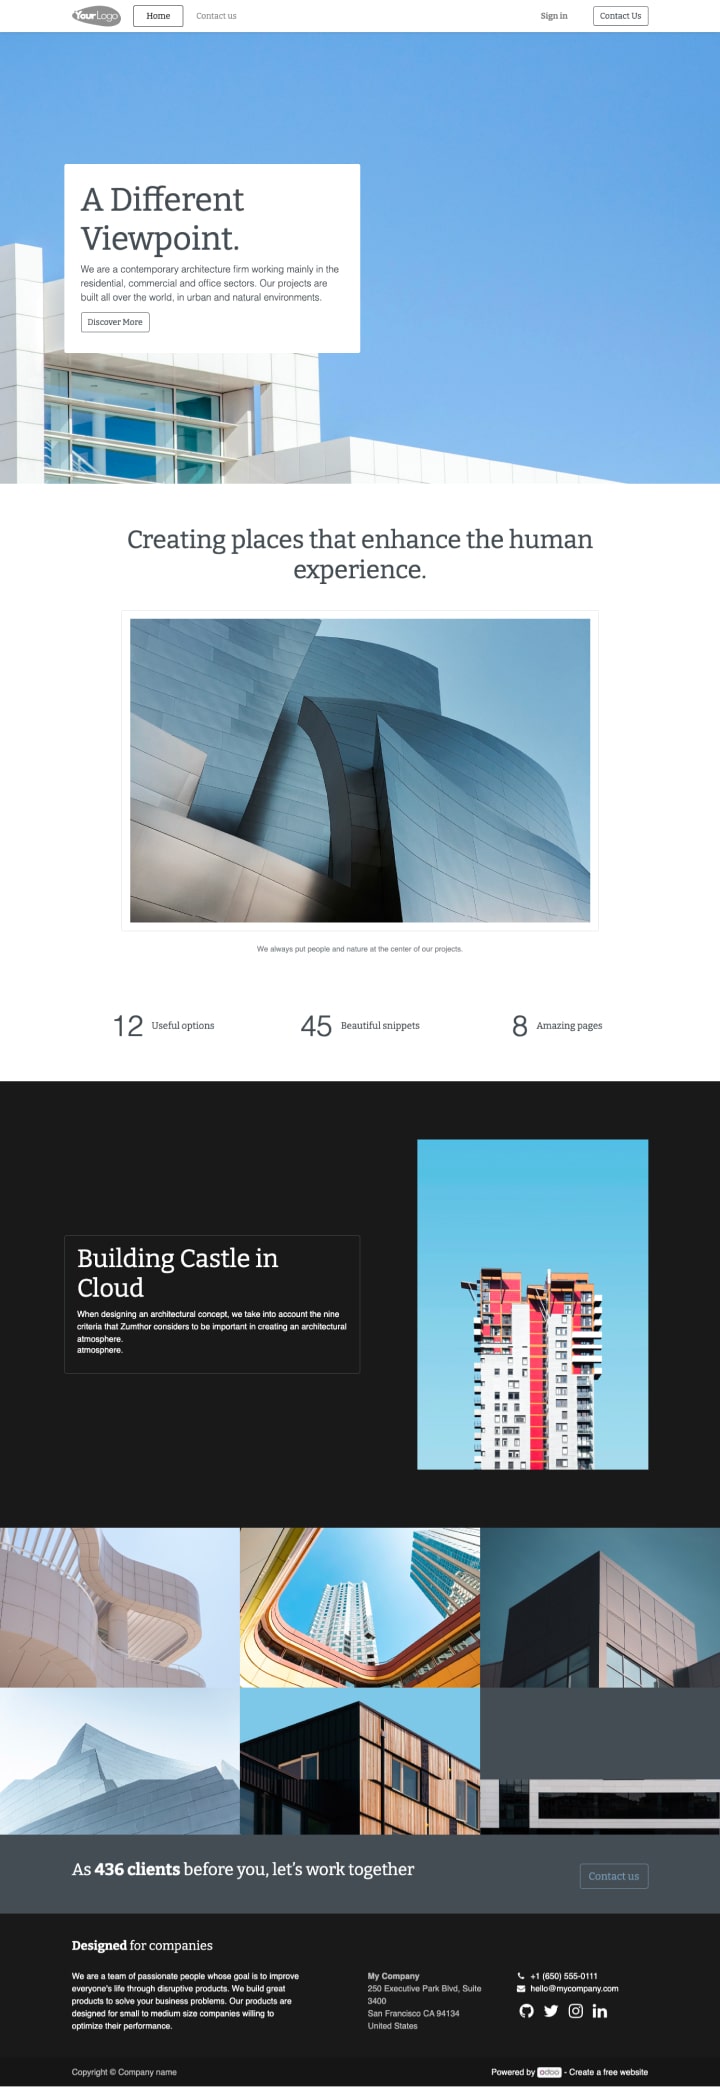 YourLogo
Home
Contact us
Sign in
Contact Us
A Different
Viewpoint.
We are a contemporary architecture firm working mainly in the
residential, commercial and office sectors. Our projects are
built all over the world, in urban and natural environments.
Discover More
Creating places that enhance the human
experience.
We always put people and nature at the center of our projects.
12 Useful options
45 Beautiful snippets
8 Amazing pages
Building Castle in
Cloud
When designing an architectural concept, we take into account the nine
criteria that Zumthor considers to be important in creating an architectural
atmosphere.
atmosphere.
As 436 clients before you, let's work together
Contact us
Designed for companies
We are a team of passionate people whose goal is to improve
everyone's life through disruptive products. We build great
products to solve your business problems. Our products are
designed for small to medium size companies willing to
optimize their performance.
My Company
250 Executive Park Blvd, Suite
3400
San Francisco CA 94134
United States
+1 (650) 555-0111
hello@mycompany.com
Copyright © Company name
Powered by odoo - Create a free website